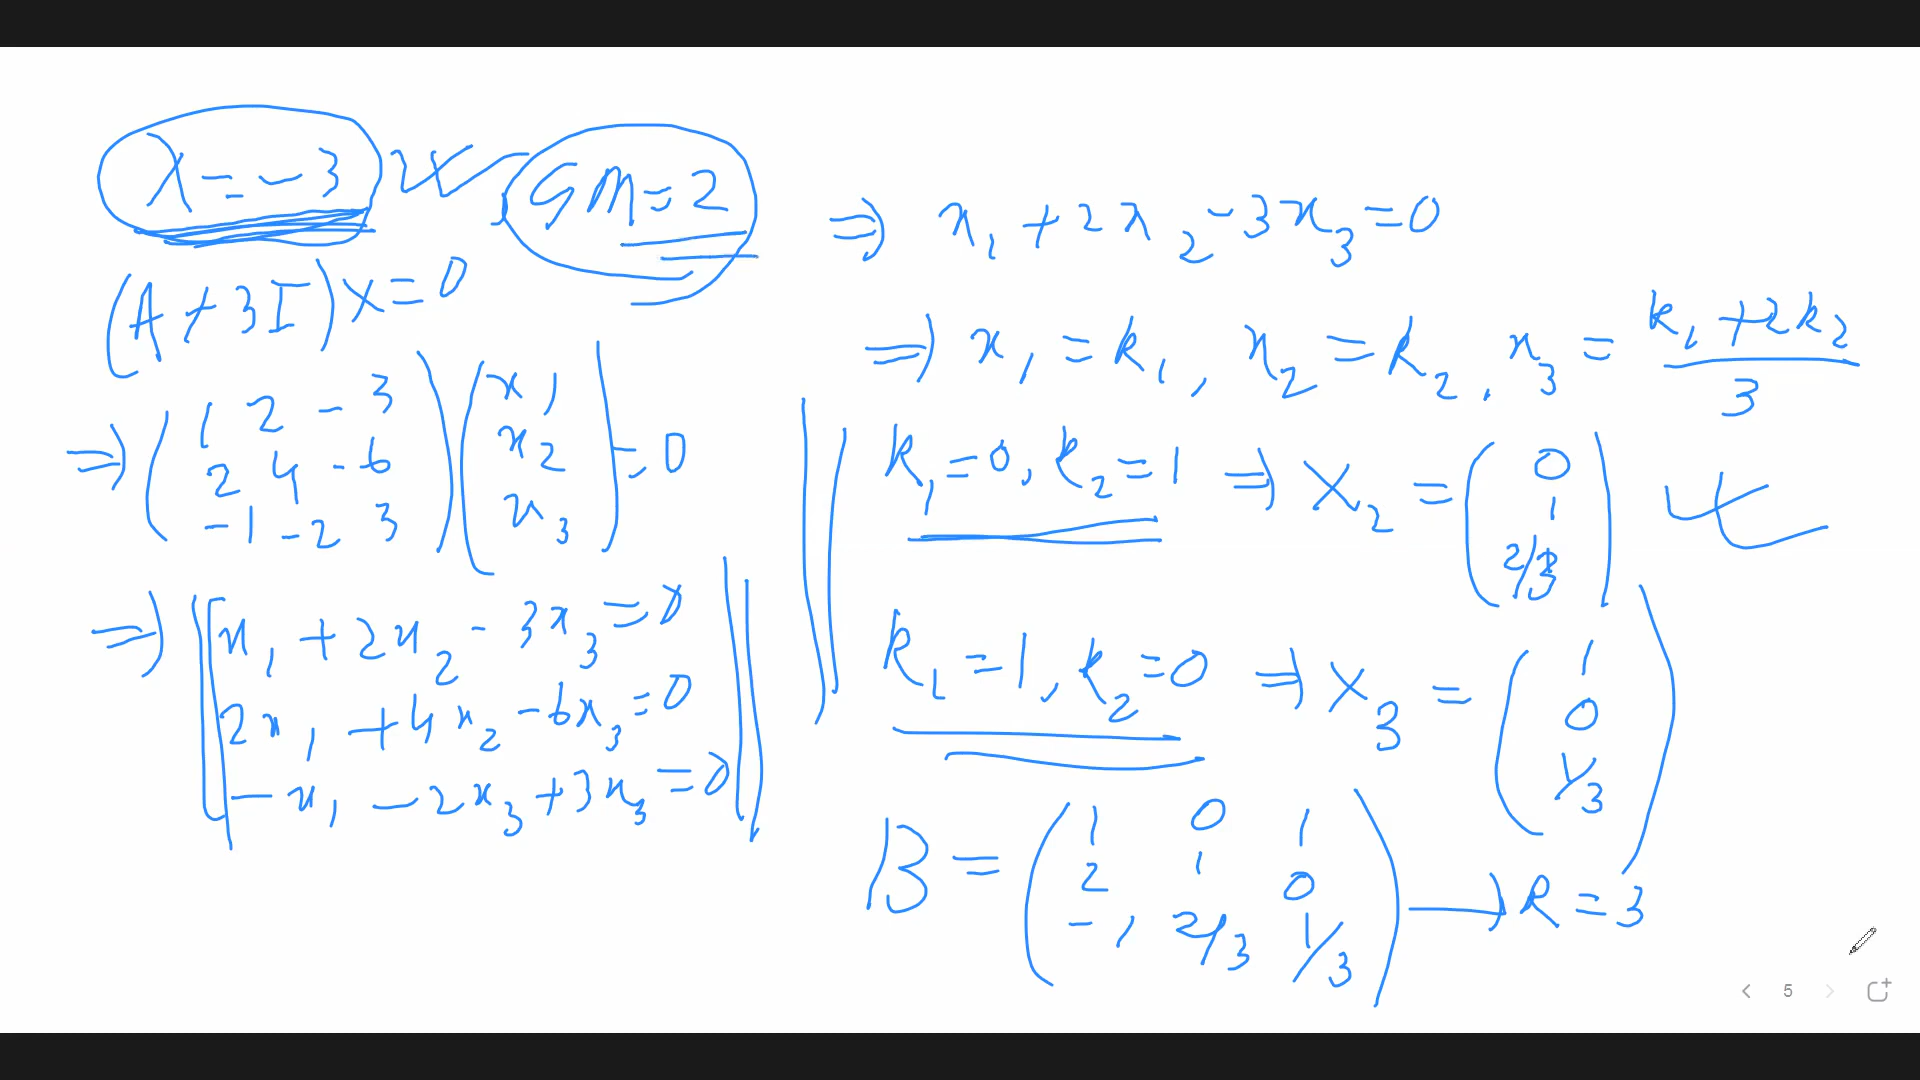 λ = -3 GM = 2
(A + 3I) X = 0
⇒ ( 1 2 -3 ) ( x1 )
( 2 4 -6 ) ( x2 ) = 0
( -1 -2 3 ) ( x3 )
⇒ x1 + 2x2 - 3x3 = 0
2x1 + 4x2 - 6x3 = 0
-x1 - 2x3 + 3x3 = 0
⇒ x1 + 2x2 - 3x3 = 0
⇒ x1 = k1, x2 = k2, x3 = (k1 + 2k2)/3
k1 = 0, k2 = 1 ⇒ X2 = ( 0
1
2/3 )
k1 = 1, k2 = 0 ⇒ X3 = ( 1
0
1/3 )
B = ( 1 0 1
2 1 0
-1 2/3 1/3 ) → R = 3
5